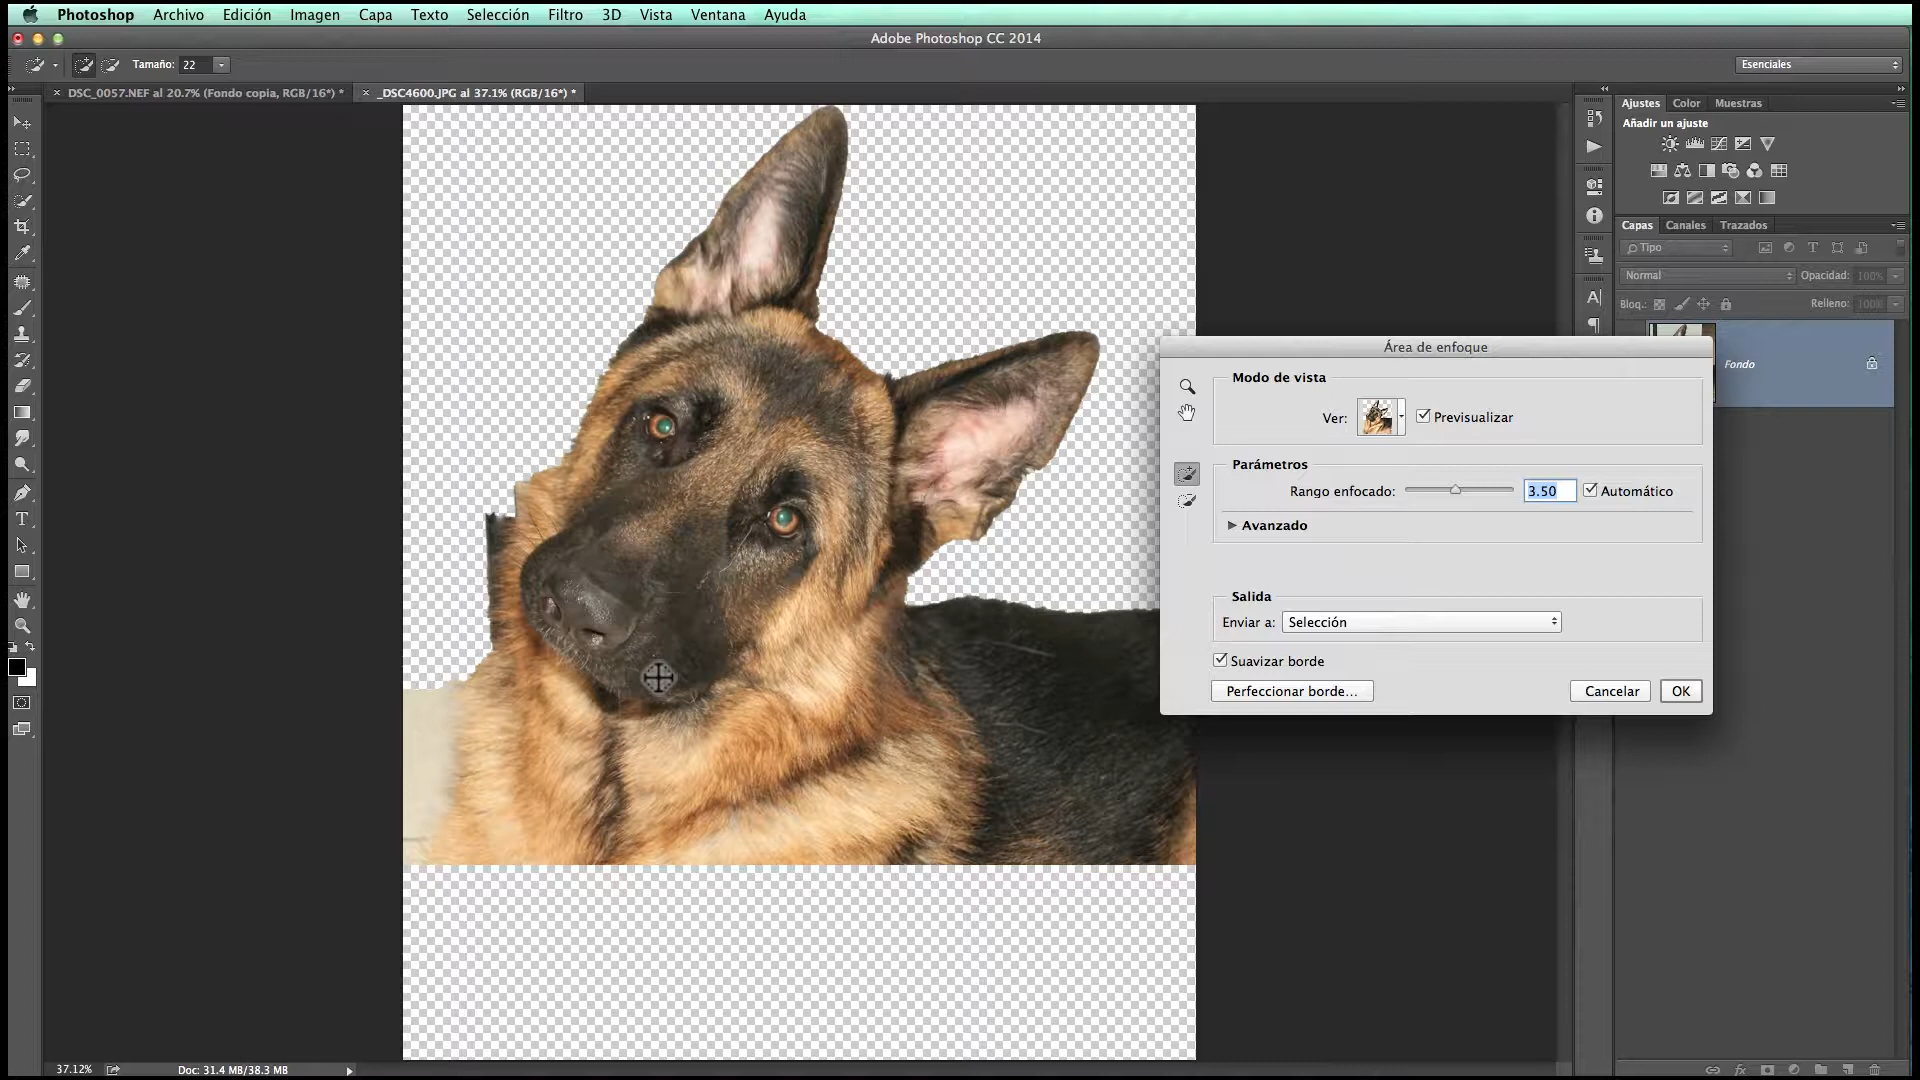 Photoshop Archivo Edición Imagen Capa Texto Selección Filtro 3D Vista Ventana Ayuda
Adobe Photoshop CC 2014
Tamaño: 22 Esenciales
× DSC_0057.NEF al 20.7% (Fondo copia, RGB/16*) * × _DSC4600.JPG al 37.1% (RGB/16*) *
Ajustes Color Muestras
Añadir un ajuste
Capas Canales Trazados
Tipo T
Normal Opacidad: 100%
Bloq.: Relleno: 100%
Fondo
Área de enfoque
Modo de vista
Ver: Previsualizar
Parámetros
Rango enfocado: 3.50 Automático
Avanzado
Salida
Enviar a: Selección
Suavizar borde
Perfeccionar borde... Cancelar OK
37.12% Doc: 31.4 MB/38.3 MB fx